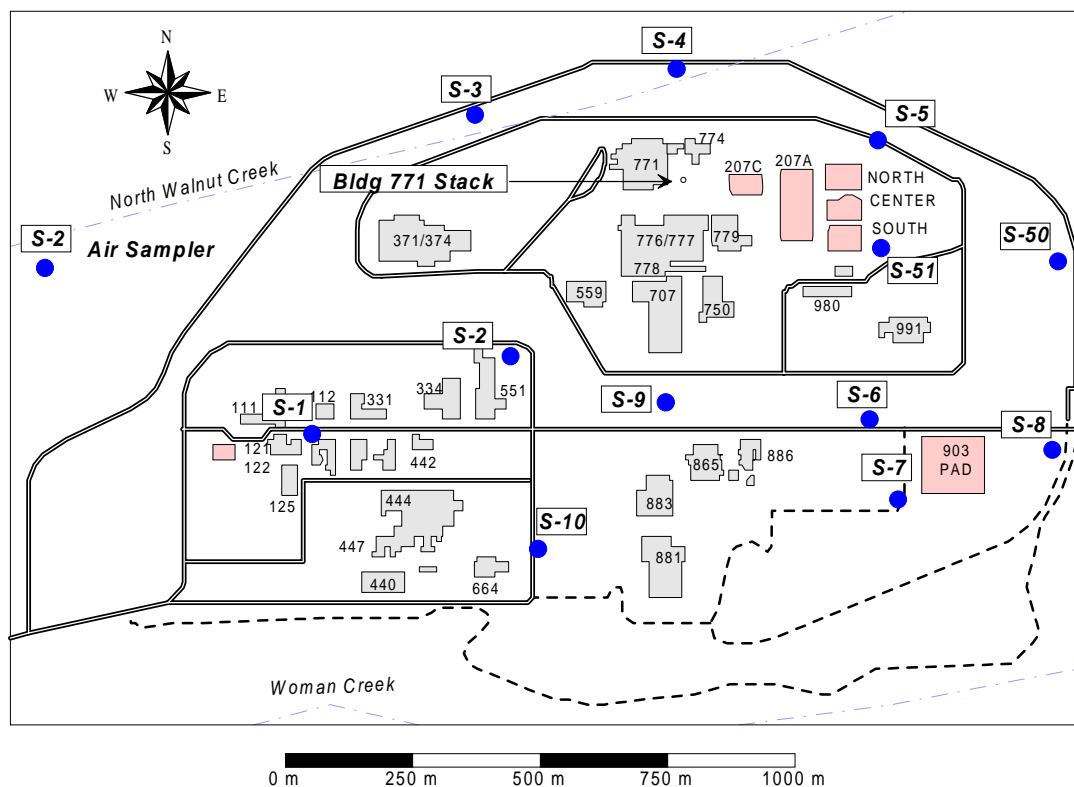 S-4
N
S-3
W
E
S-5
774
S
771
207C
207A
North Walnut Creek
Bldg 771 Stack
NORTH
CENTER
SOUTH
S-2
Air Sampler
371/374
776/777
779
S-50
778
S-51
559
707
750
980
991
S-2
334
551
S-9
S-6
111
112
331
S-1
S-8
121
122
442
865
886
S-7
903
PAD
125
444
883
S-10
447
881
440
664
Woman Creek
0 m
250 m
500 m
750 m
1000 m